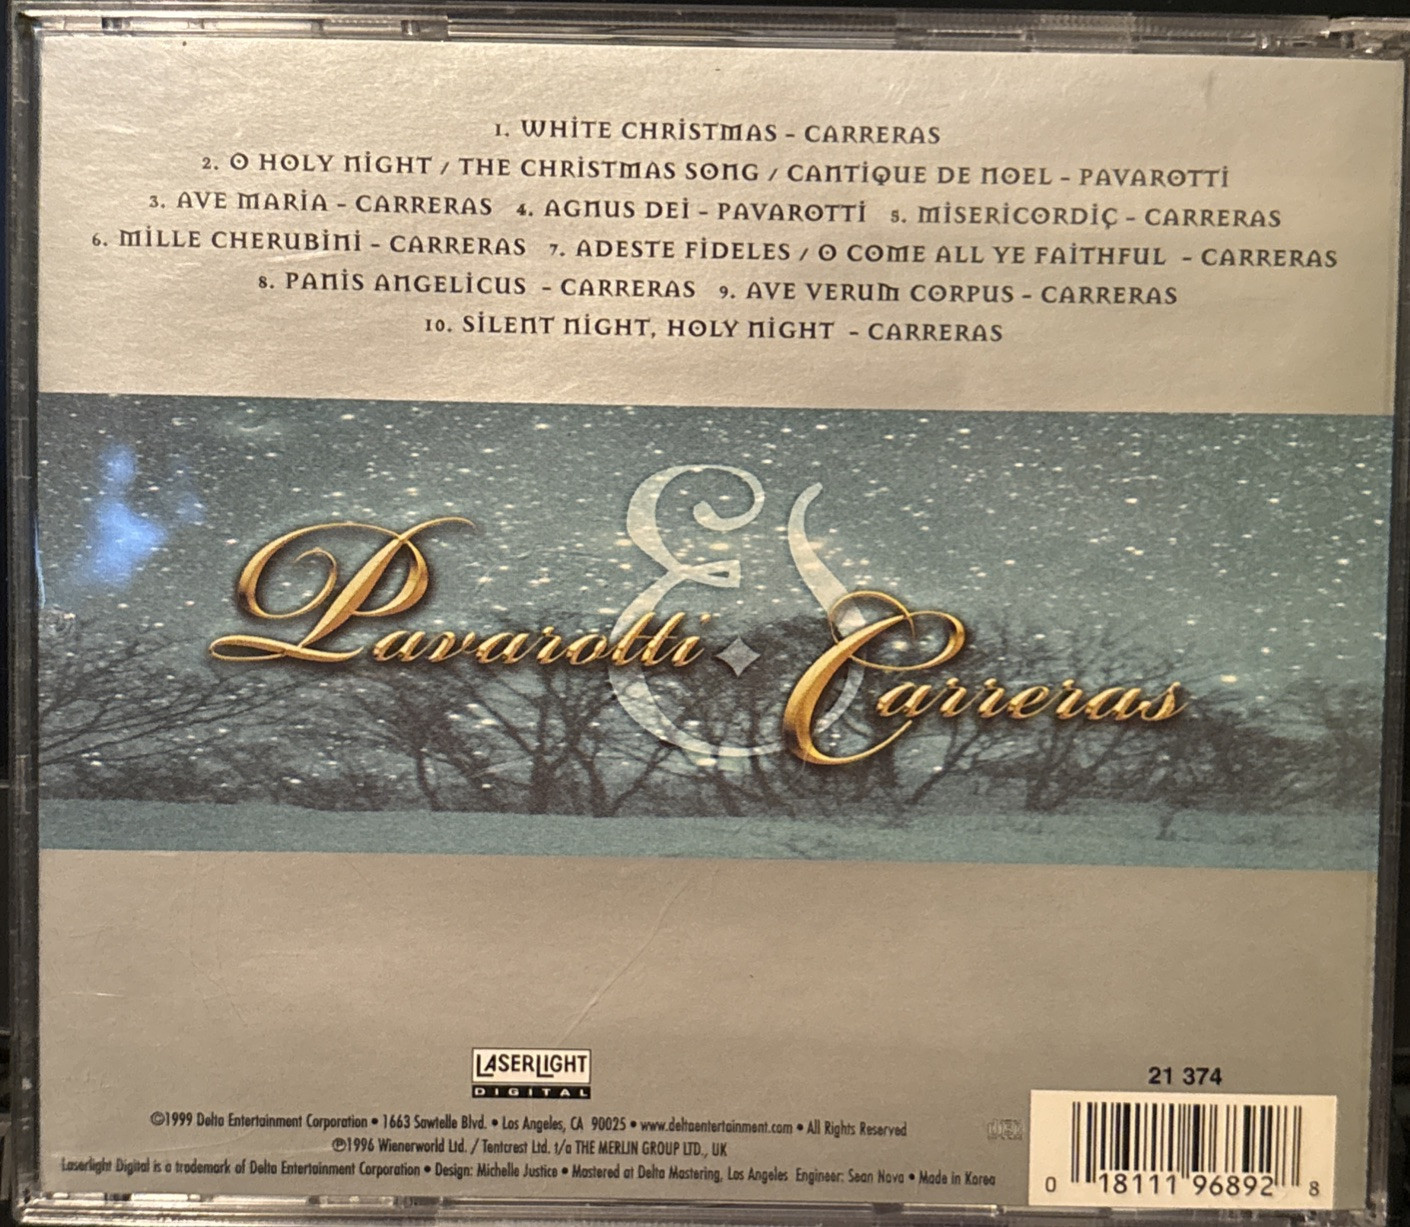 1. WHITE CHRISTMAS - CARRERAS
2. O HOLY NIGHT / THE CHRISTMAS SONG / CANTIQUE DE NOEL - PAVAROTTI
3. AVE MARIA - CARRERAS 4. AGNUS DEI - PAVAROTTI 5. MISERICORDIÇ - CARRERAS
6. MILLE CHERUBINI - CARRERAS 7. ADESTE FIDELES / O COME ALL YE FAITHFUL - CARRERAS
8. PANIS ANGELICUS - CARRERAS 9. AVE VERUM CORPUS - CARRERAS
10. SILENT NIGHT, HOLY NIGHT - CARRERAS
&
Pavarotti Carreras
LASERLIGHT
DIGITAL
21 374
©1999 Delta Entertainment Corporation • 1663 Sawtelle Blvd. • Los Angeles, CA 90025 • www.deltaentertainment.com • All Rights Reserved
℗1996 Wienerworld Ltd. / Tentcrest Ltd. t/a THE MERLIN GROUP LTD., UK
Laserlight Digital is a trademark of Delta Entertainment Corporation • Design: Michelle Justice • Mastered at Delta Mastering, Los Angeles Engineer: Sean Nava • Made in Korea
0 18111 96892 8